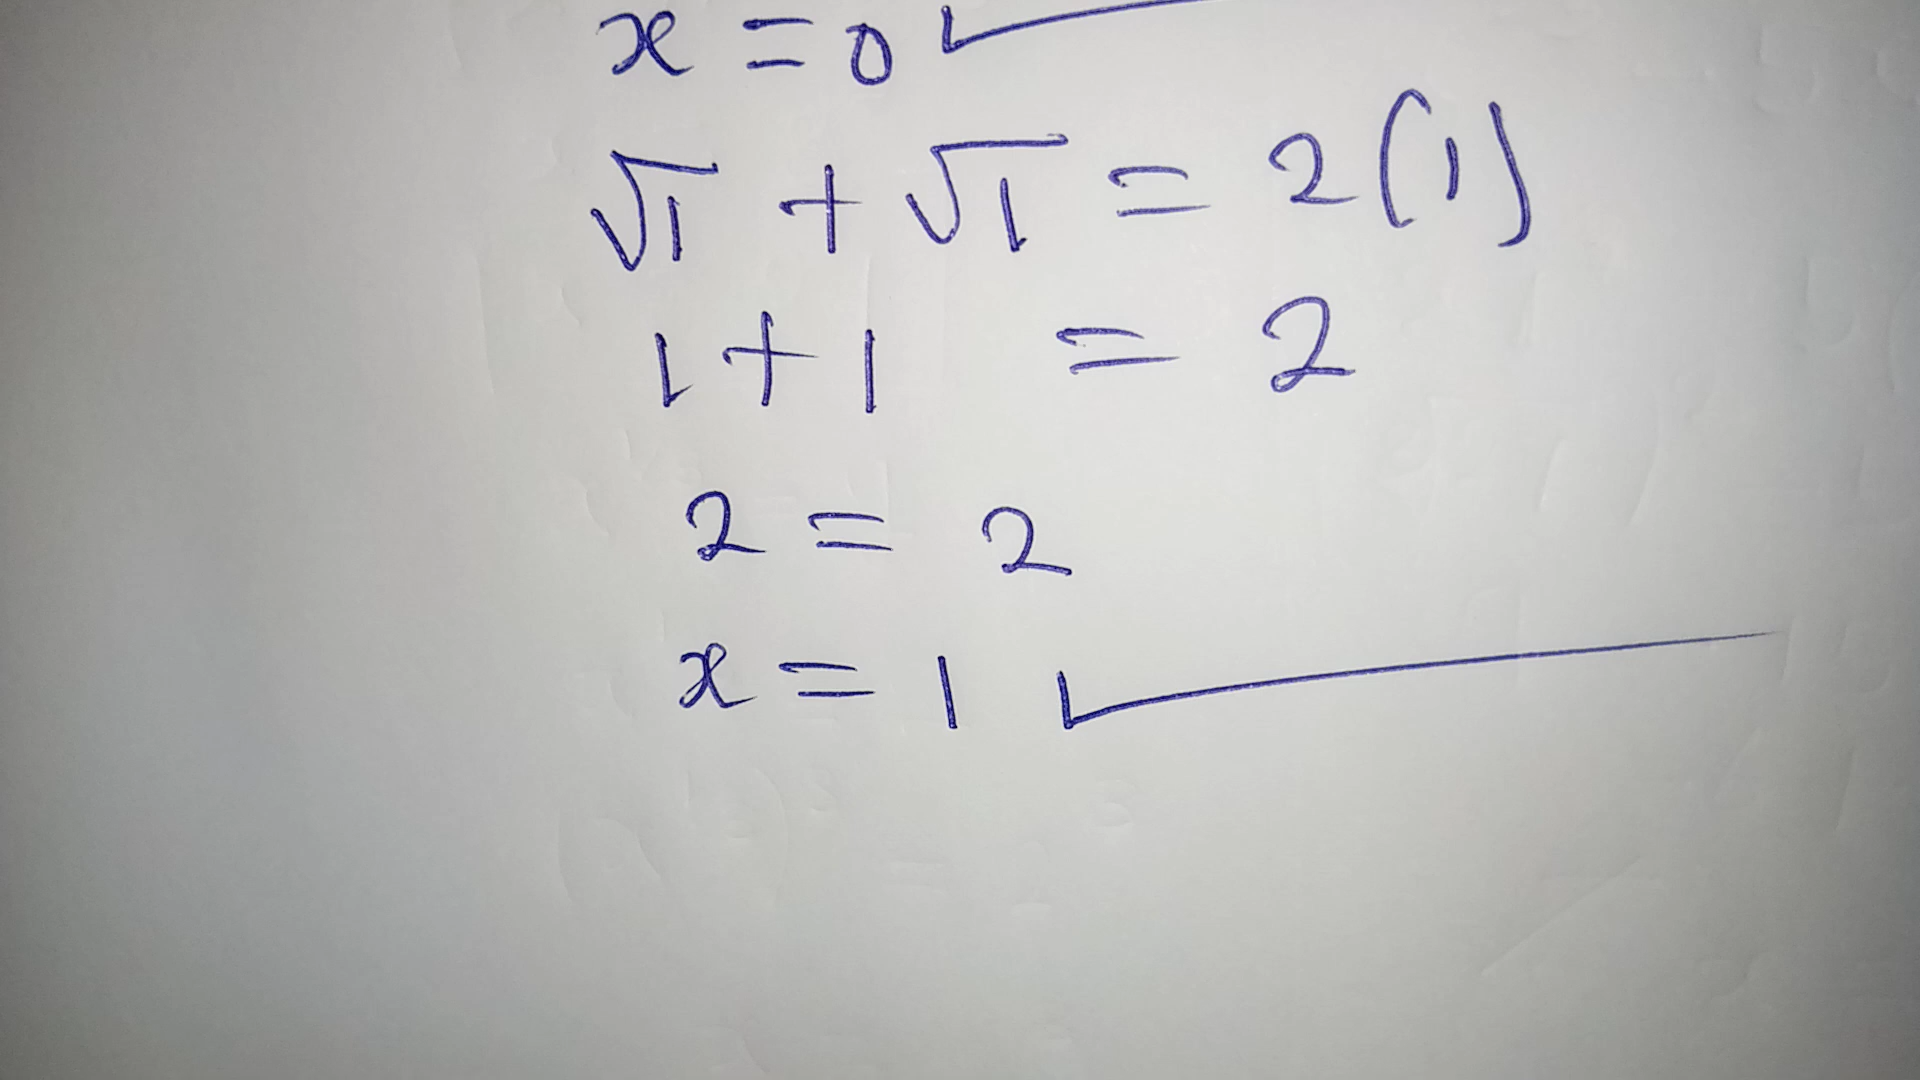 x = 0 ✓
√1 + √1 = 2(1)
1 + 1 = 2
2 = 2
x = 1 ✓